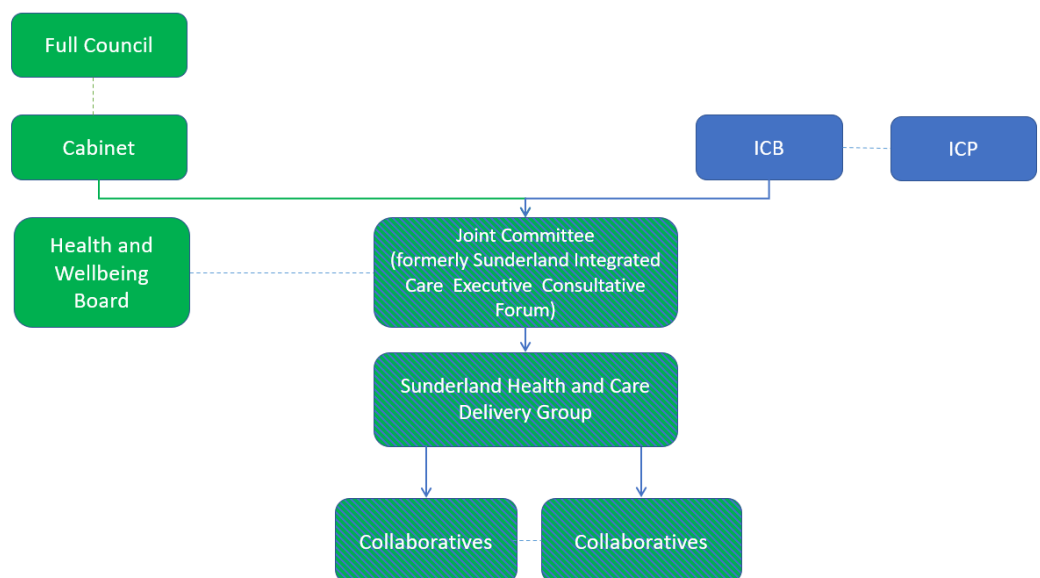 Full Council
Cabinet
ICB
ICP
Health and
Wellbeing
Board
Joint Committee
(formerly Sunderland Integrated
Care Executive Consultative
Forum)
Sunderland Health and Care
Delivery Group
Collaboratives
Collaboratives